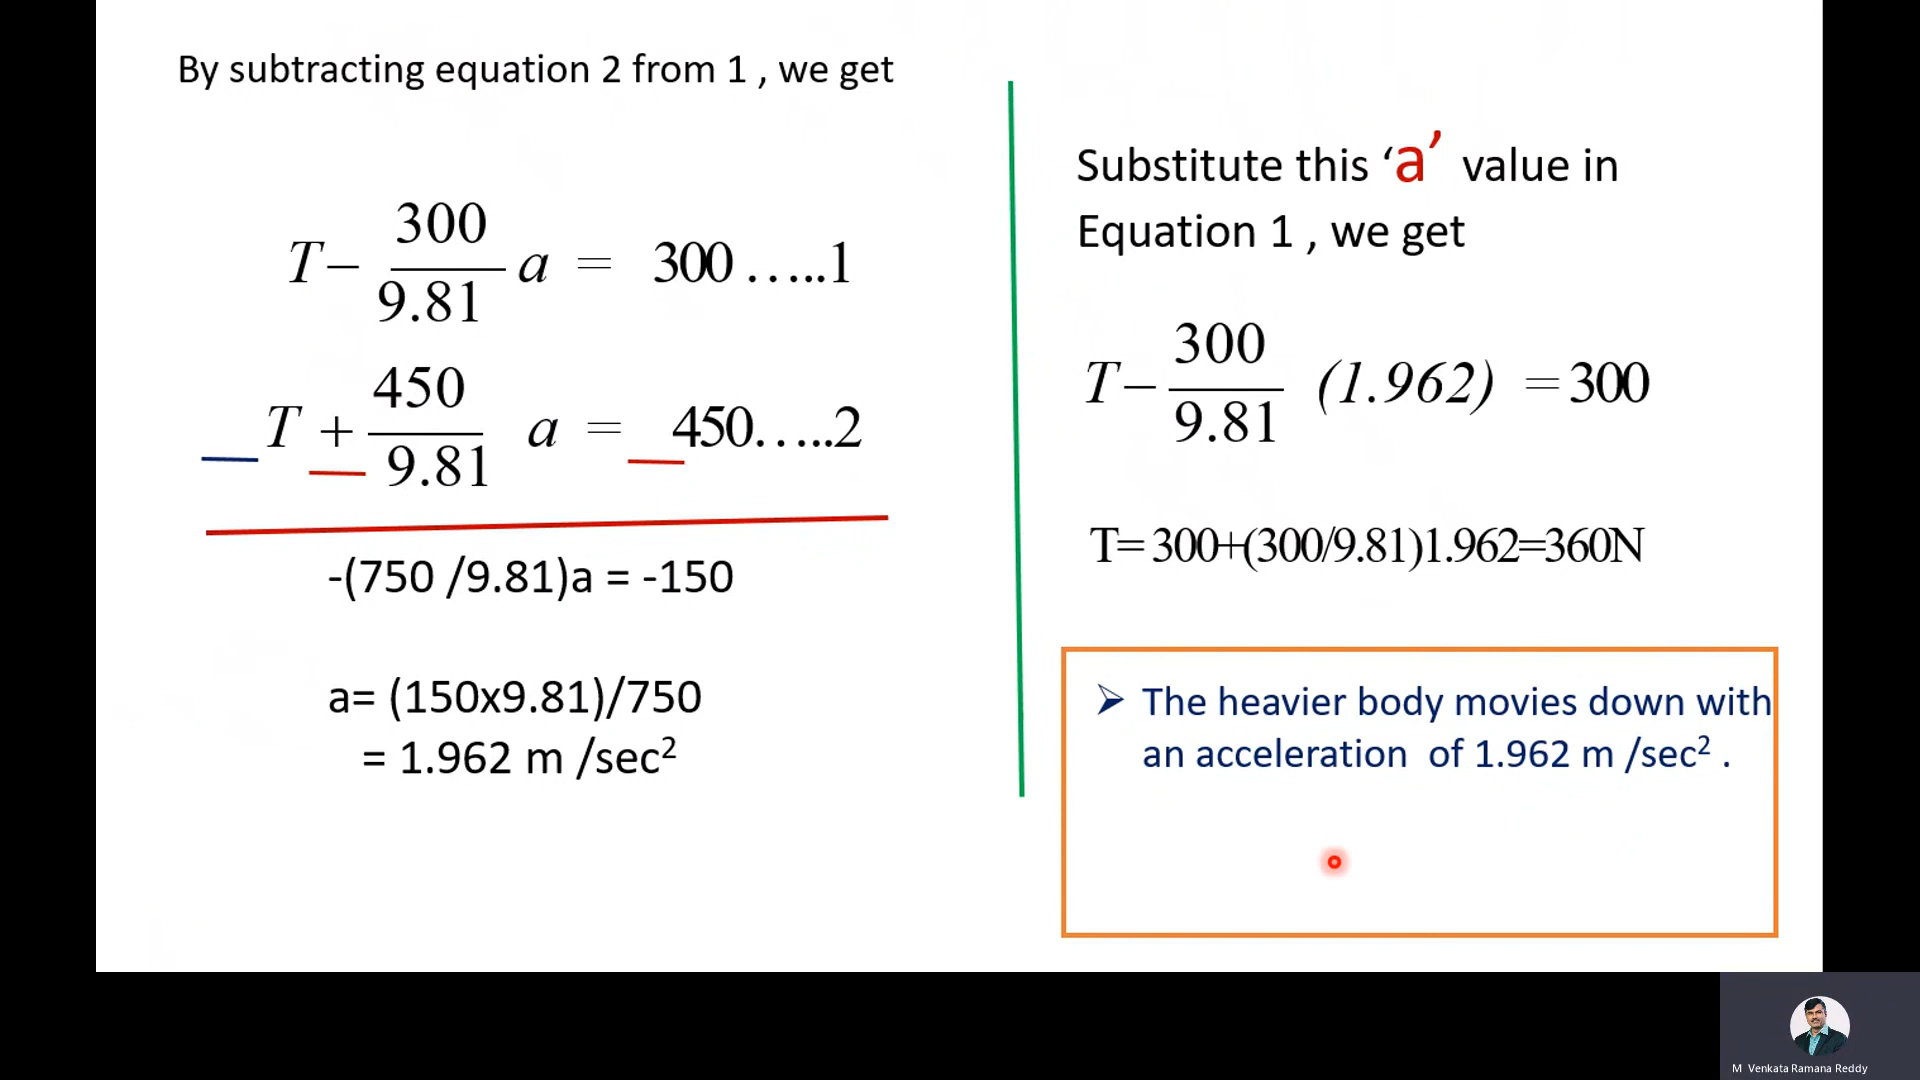 By subtracting equation 2 from 1 , we get
T− 300/9.81 a = 300…..1
_T + 450/9.81 a = _450…..2
-(750 /9.81)a = -150
a= (150x9.81)/750
= 1.962 m /sec²
Substitute this ‘a’ value in
Equation 1 , we get
T− 300/9.81 (1.962) =300
T=300+(300/9.81)1.962=360N
➢ The heavier body movies down with
an acceleration of 1.962 m /sec² .
M Venkata Ramana Reddy